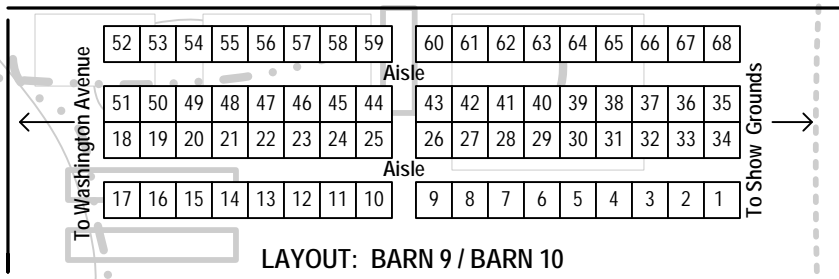 52 53 54 55 56 57 58 59 60 61 62 63 64 65 66 67 68
Aisle
51 50 49 48 47 46 45 44 43 42 41 40 39 38 37 36 35
18 19 20 21 22 23 24 25 26 27 28 29 30 31 32 33 34
Aisle
17 16 15 14 13 12 11 10 9 8 7 6 5 4 3 2 1
To Washington Avenue
To Show Grounds
LAYOUT: BARN 9 / BARN 10